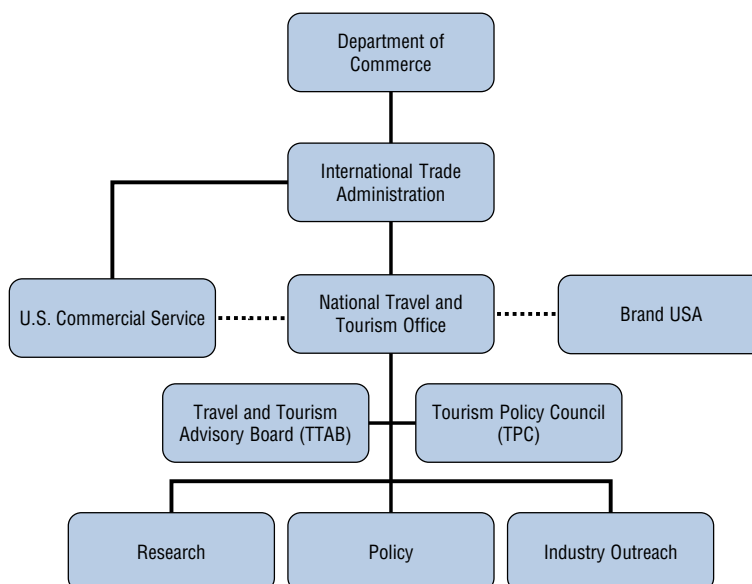 Department of
Commerce
International Trade
Administration
U.S. Commercial Service
National Travel and
Tourism Office
Brand USA
Travel and Tourism
Advisory Board (TTAB)
Tourism Policy Council
(TPC)
Research
Policy
Industry Outreach